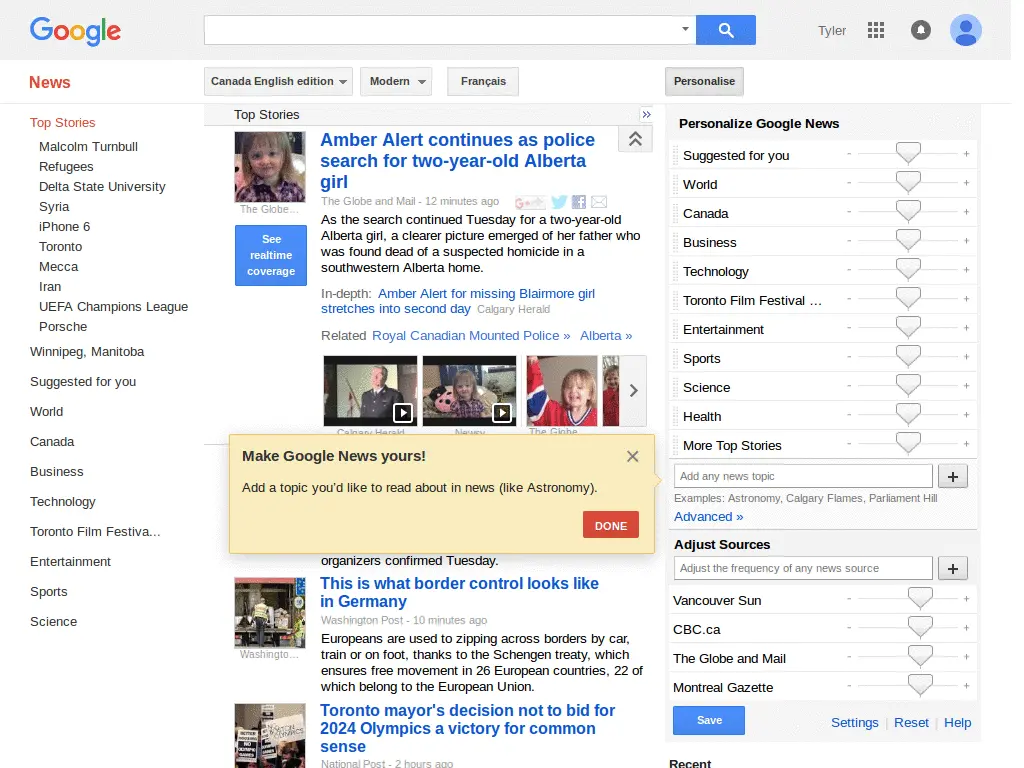 Google
Tyler
News
Canada English edition
Modern
Français
Personalise
Top Stories
Malcolm Turnbull
Refugees
Delta State University
Syria
iPhone 6
Toronto
Mecca
Iran
UEFA Champions League
Porsche
Winnipeg, Manitoba
Suggested for you
World
Canada
Business
Technology
Toronto Film Festiva...
Entertainment
Sports
Science
Top Stories
»
Amber Alert continues as police
search for two-year-old Alberta
girl
The Globe...
The Globe and Mail - 12 minutes ago
As the search continued Tuesday for a two-year-old
Alberta girl, a clearer picture emerged of her father who
was found dead of a suspected homicide in a
southwestern Alberta home.
See
realtime
coverage
In-depth: Amber Alert for missing Blairmore girl
stretches into second day Calgary Herald
Related Royal Canadian Mounted Police » Alberta »
Calgary Herald
Newsy
The Globe
Make Google News yours!
Add a topic you'd like to read about in news (like Astronomy).
DONE
organizers confirmed Tuesday.
This is what border control looks like
in Germany
Washingto...
Washington Post - 10 minutes ago
Europeans are used to zipping across borders by car,
train or on foot, thanks to the Schengen treaty, which
ensures free movement in 26 European countries, 22 of
which belong to the European Union.
Toronto mayor's decision not to bid for
2024 Olympics a victory for common
sense
National Post - 2 hours ago
Personalize Google News
Suggested for you - +
World - +
Canada - +
Business - +
Technology - +
Toronto Film Festival ... - +
Entertainment - +
Sports - +
Science - +
Health - +
More Top Stories - +
Add any news topic +
Examples: Astronomy, Calgary Flames, Parliament Hill
Advanced »
Adjust Sources
Adjust the frequency of any news source +
Vancouver Sun - +
CBC.ca - +
The Globe and Mail - +
Montreal Gazette - +
Save
Settings | Reset | Help
Recent